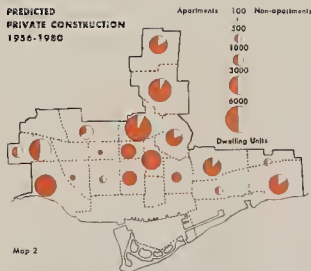 PREDICTED
PRIVATE CONSTRUCTION
1956-1980
Apartments 100 Non-apartments
500
1000
3000
6000
Dwelling Units
Map 2